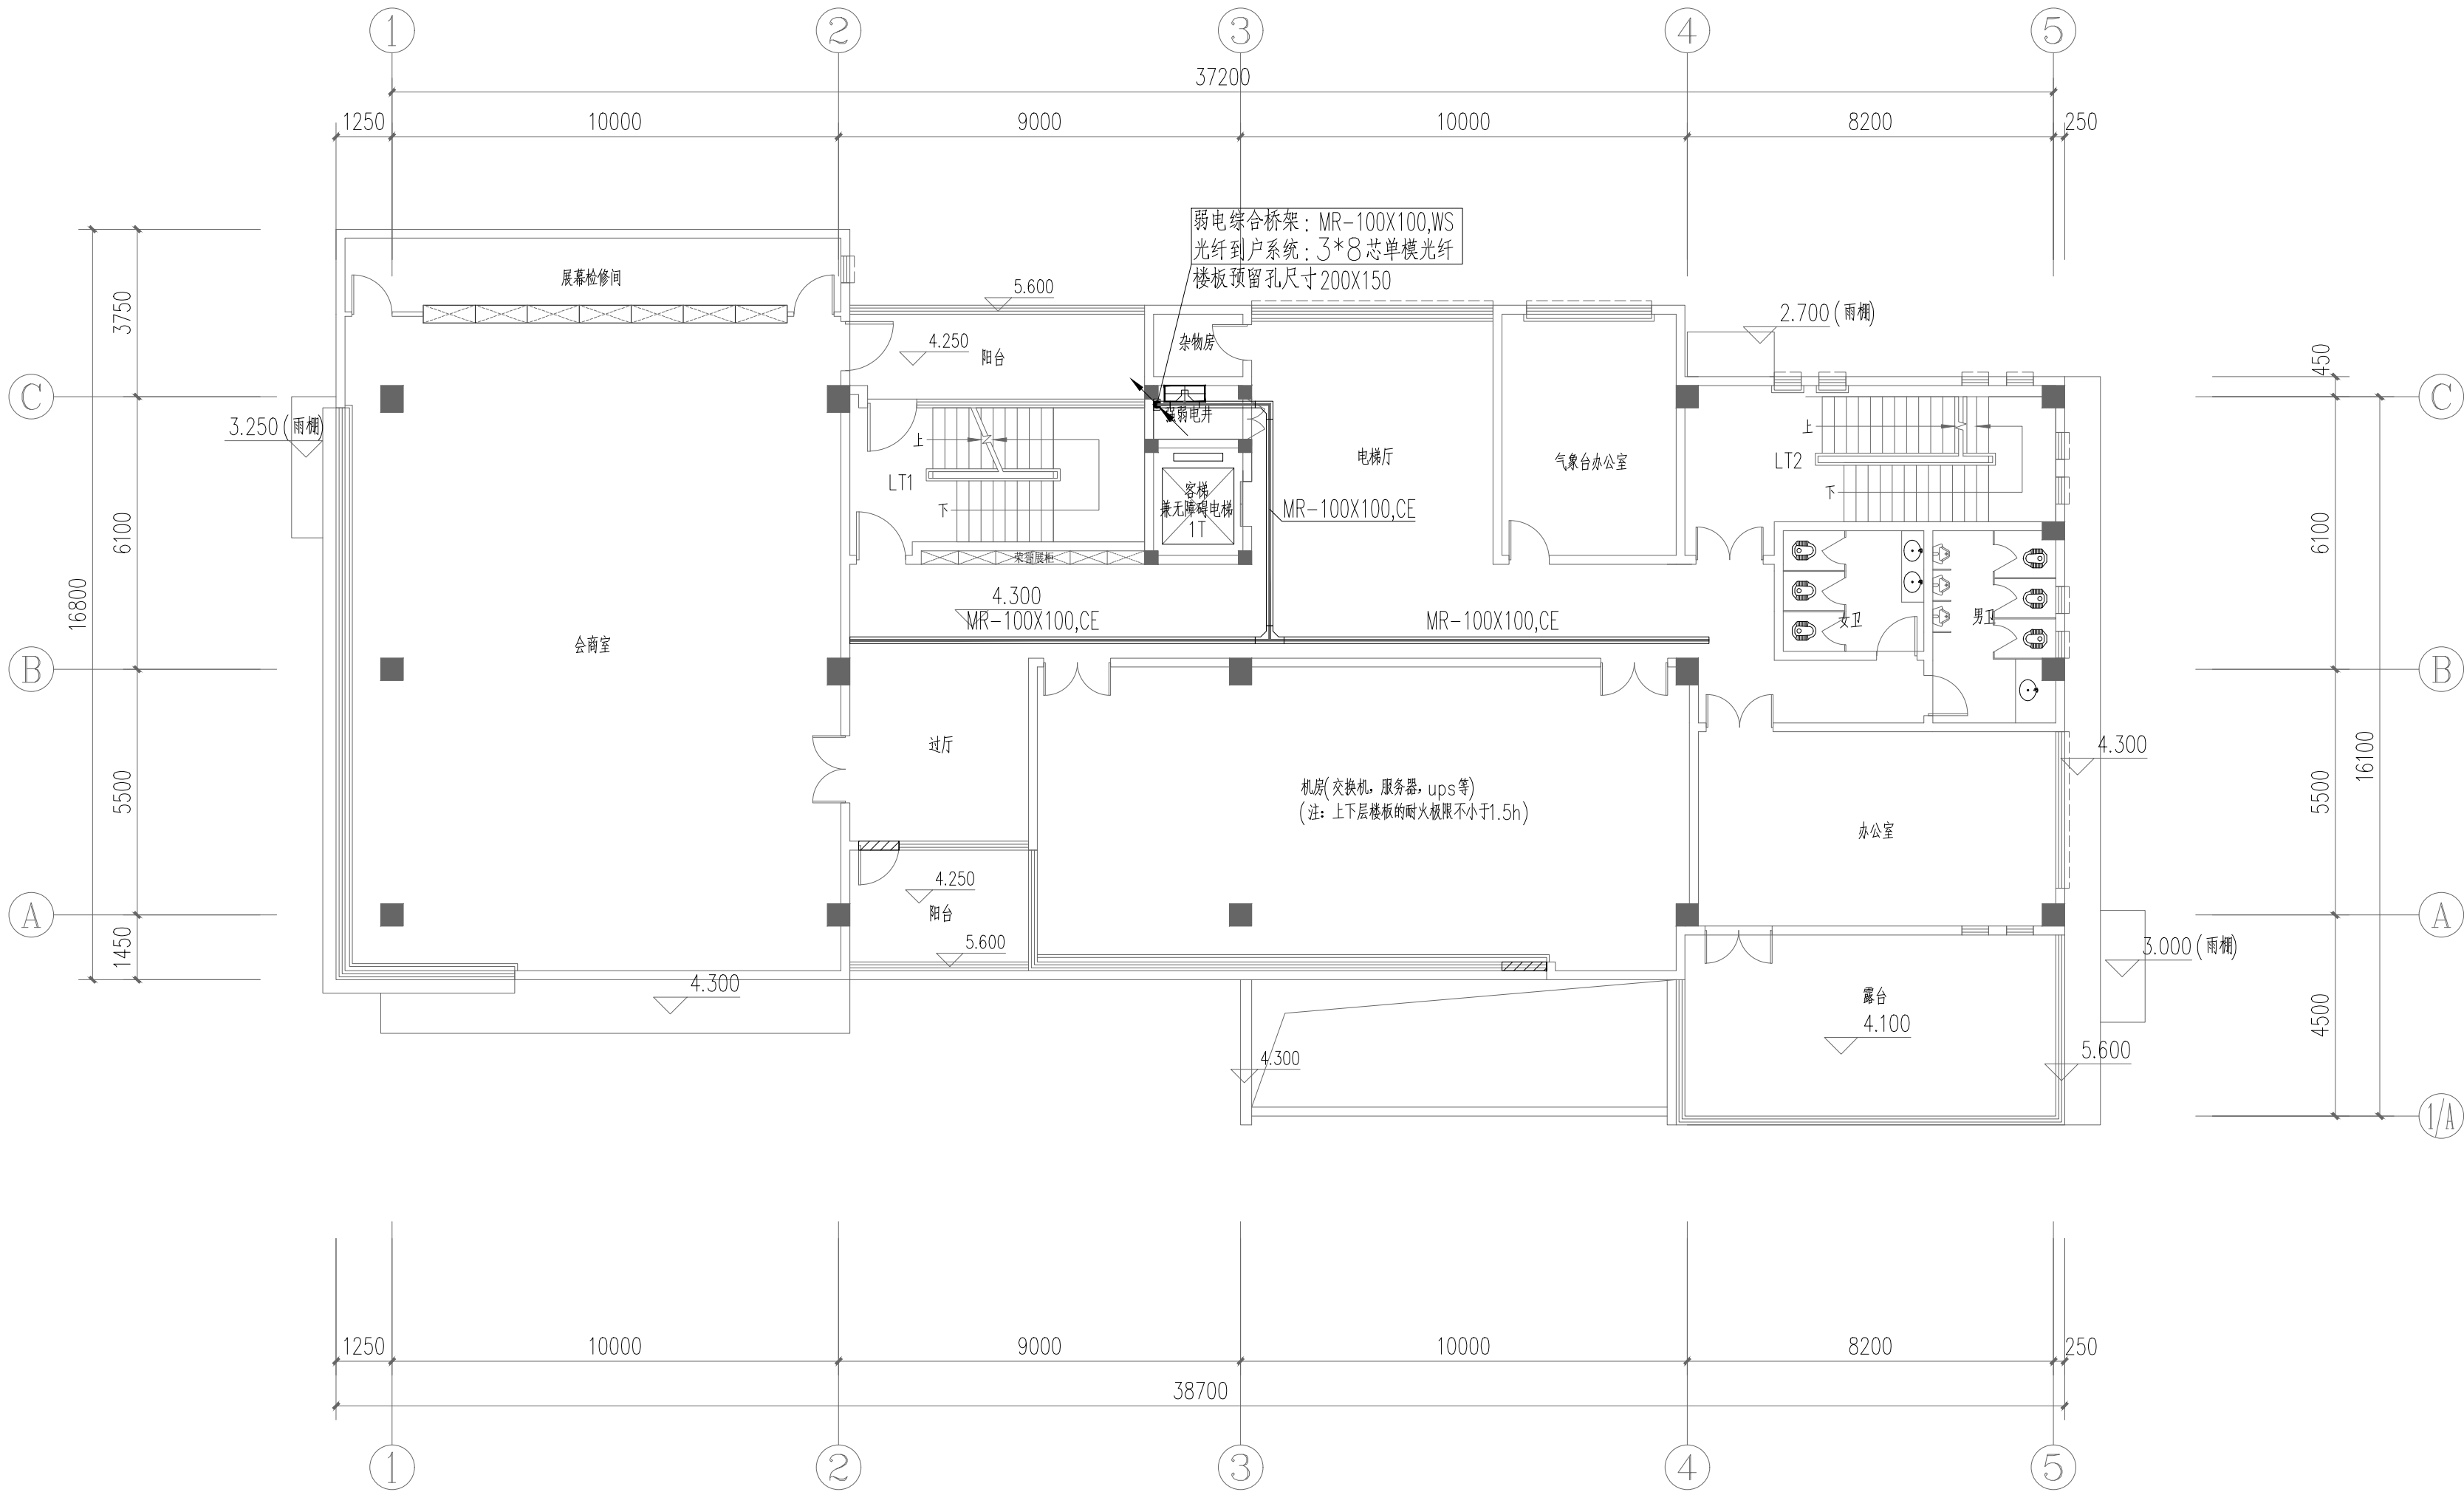 1
2
3
4
5
37200
1250
10000
9000
10000
8200
250
弱电综合桥架：MR-100X100,WS
光纤到户系统：3*8芯单模光纤
楼板预留孔尺寸200X150
展幕检修间
5.600
2.700(雨棚)
4.250
阳台
杂物房
3750
450
C
C
3.250(雨棚)
强弱电井
上
上
电梯厅
气象台办公室
LT1
LT2
客梯
兼无障碍电梯
1T
下
下
MR-100X100,CE
6100
6100
荣誉展柜
16800
4.300
MR-100X100,CE
MR-100X100,CE
女卫
男卫
会商室
B
B
过厅
4.300
16100
机房(交换机，服务器，ups等)
(注：上下层楼板的耐火极限不小于1.5h)
5500
5500
办公室
4.250
阳台
A
A
1450
5.600
3.000(雨棚)
4.300
露台
4.100
4500
4.300
5.600
1/A
1250
10000
9000
10000
8200
250
38700
1
2
3
4
5